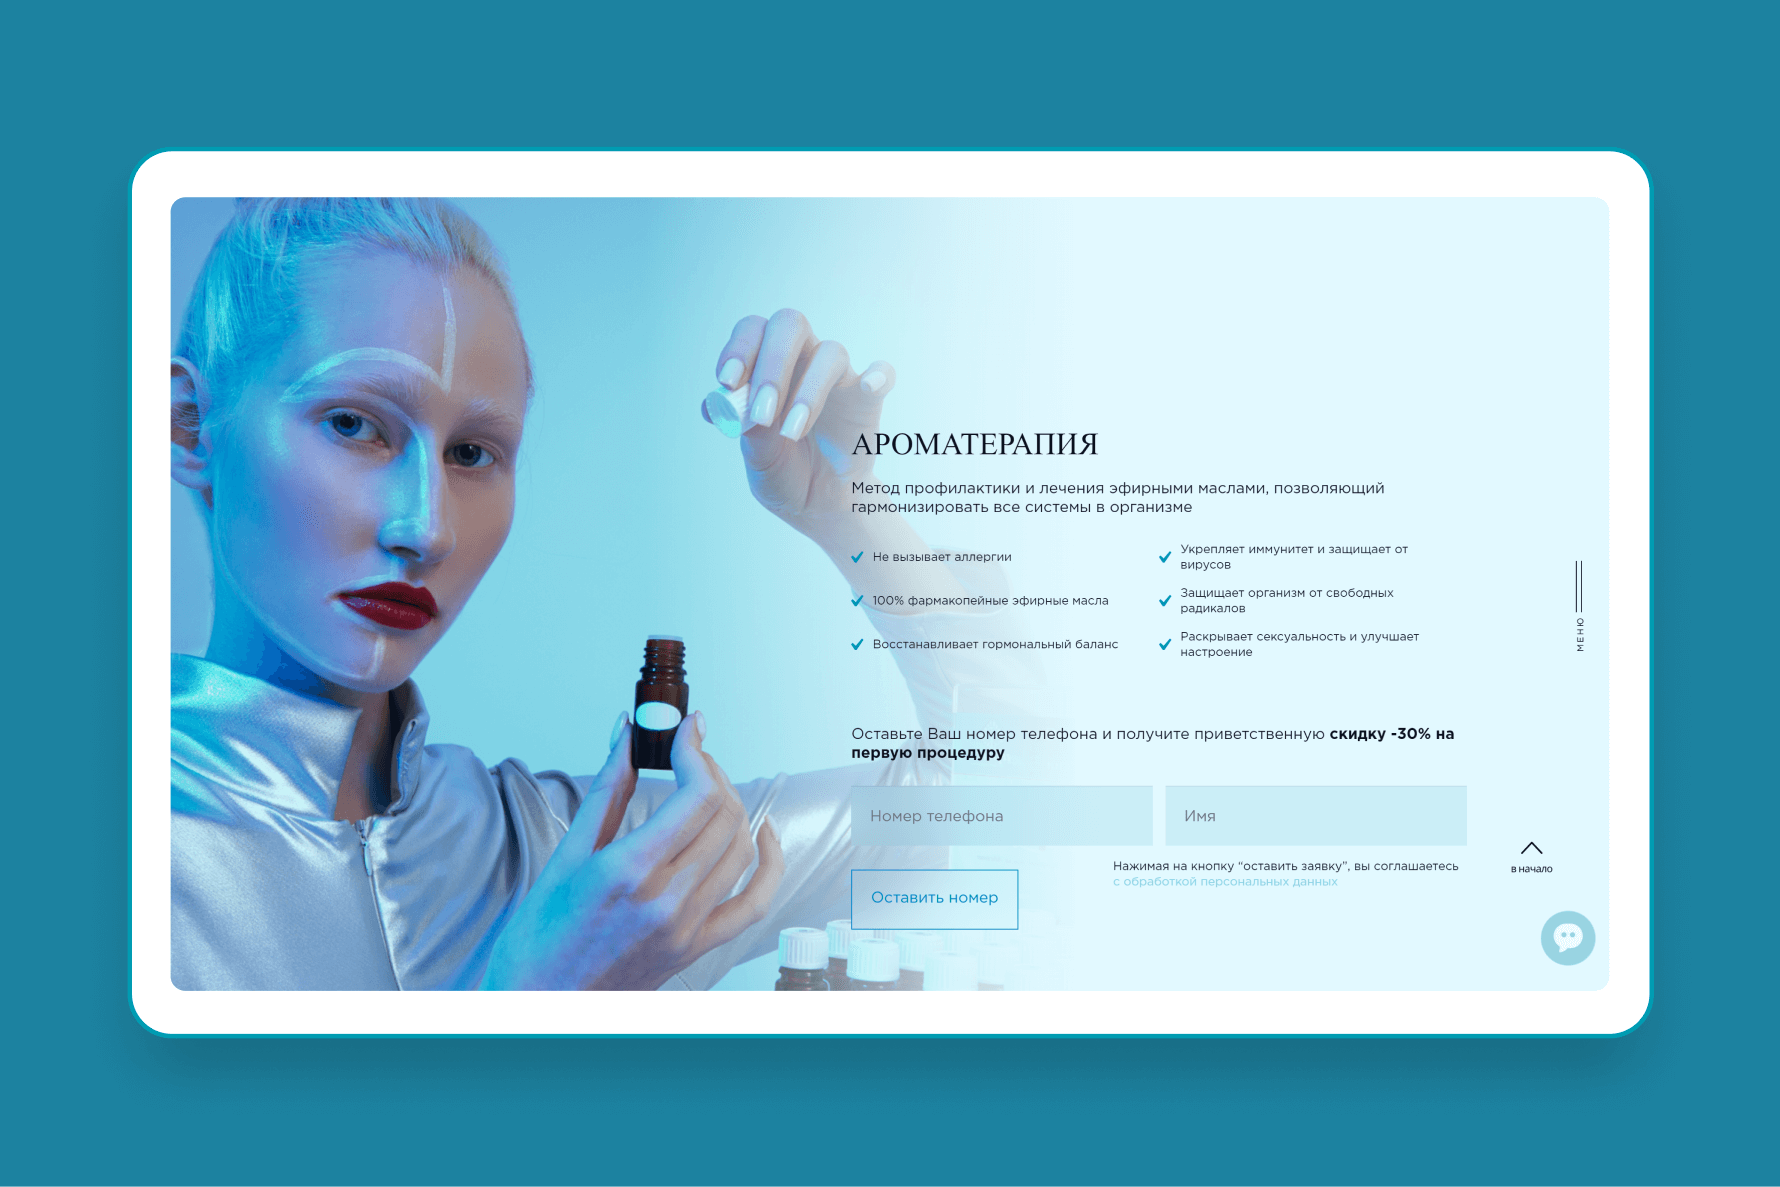 АРОМАТЕРАПИЯ
Метод профилактики и лечения эфирными маслами, позволяющий
гармонизировать все системы в организме
Не вызывает аллергии
100% фармакопейные эфирные масла
Восстанавливает гормональный баланс
Укрепляет иммунитет и защищает от
вирусов
Защищает организм от свободных
радикалов
Раскрывает сексуальность и улучшает
настроение
МЕНЮ
Оставьте Ваш номер телефона и получите приветственную скидку -30% на
первую процедуру
Номер телефона
Имя
Нажимая на кнопку “оставить заявку”, вы соглашаетесь
с обработкой персональных данных
Оставить номер
в начало